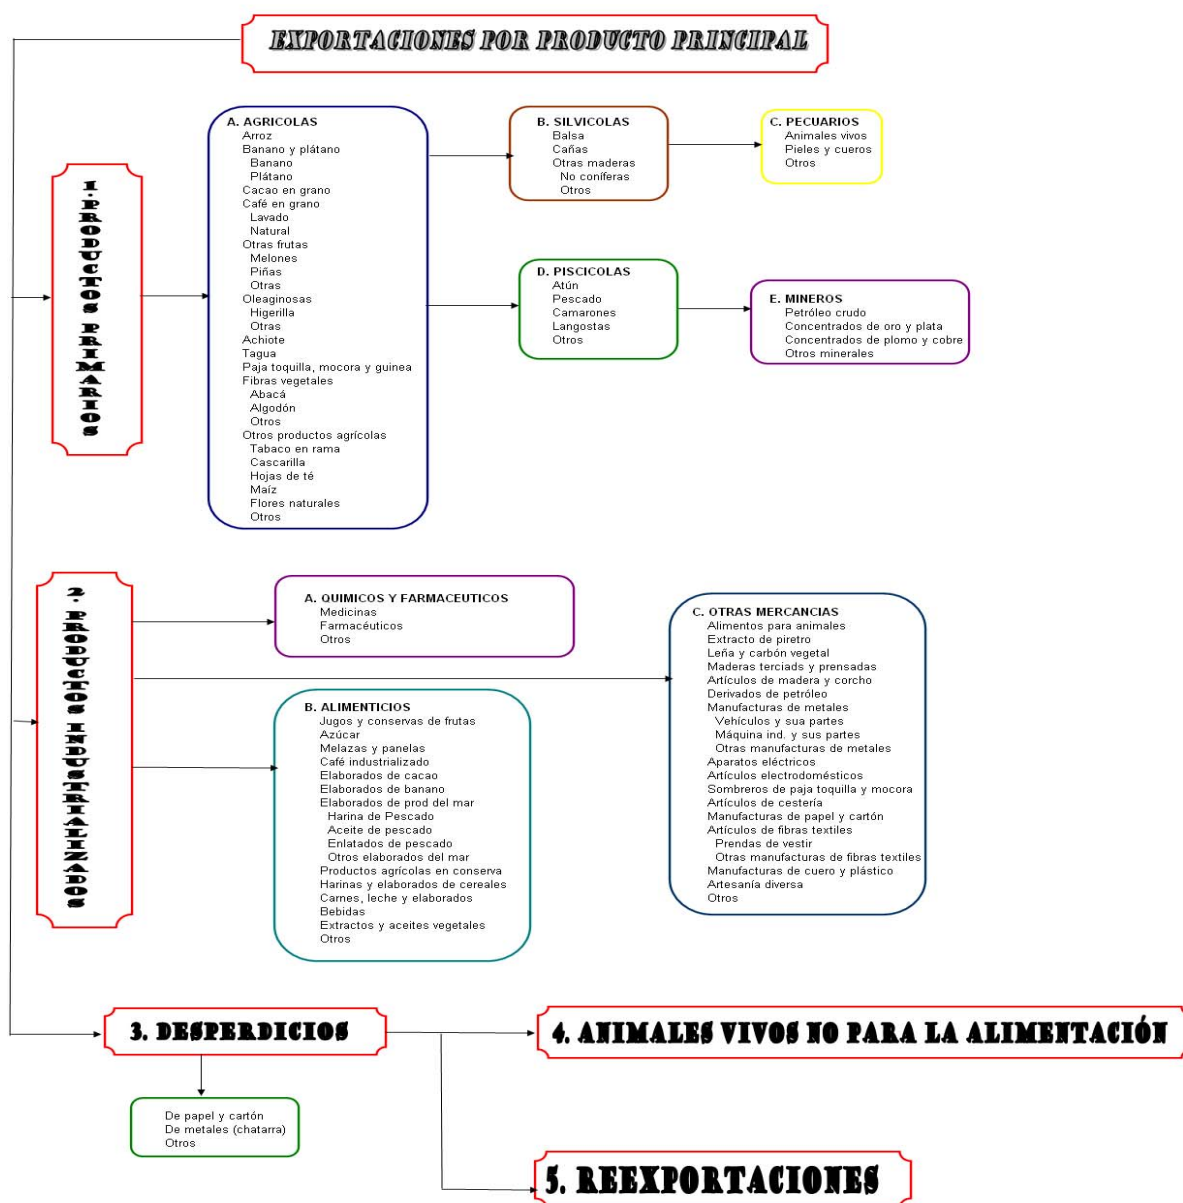 EXPORTACIONES POR PRODUCTO PRINCIPAL
1. PRODUCTOS PRIMARIOS
A. AGRICOLAS
Arroz
Banano y plátano
Banano
Plátano
Cacao en grano
Café en grano
Lavado
Natural
Otras frutas
Melones
Piñas
Otras
Oleaginosas
Higerilla
Otras
Achiote
Tagua
Paja toquilla, mocora y guinea
Fibras vegetales
Abacá
Algodón
Otros
Otros productos agrícolas
Tabaco en rama
Cascarilla
Hojas de té
Maíz
Flores naturales
Otros
B. SILVICOLAS
Balsa
Cañas
Otras maderas
No coníferas
Otros
C. PECUARIOS
Animales vivos
Pieles y cueros
Otros
D. PISCICOLAS
Atún
Pescado
Camarones
Langostas
Otros
E. MINEROS
Petróleo crudo
Concentrados de oro y plata
Concentrados de plomo y cobre
Otros minerales
2. PRODUCTOS INDUSTRIALIZADOS
A. QUIMICOS Y FARMACEUTICOS
Medicinas
Farmacéuticos
Otros
B. ALIMENTICIOS
Jugos y conservas de frutas
Azúcar
Melazas y panelas
Café industrializado
Elaborados de cacao
Elaborados de banano
Elaborados de prod del mar
Harina de Pescado
Aceite de pescado
Enlatados de pescado
Otros elaborados del mar
Productos agrícolas en conserva
Harinas y elaborados de cereales
Carnes, leche y elaborados
Bebidas
Extractos y aceites vegetales
Otros
C. OTRAS MERCANCIAS
Alimentos para animales
Extracto de piretro
Leña y carbón vegetal
Maderas terciads y prensadas
Artículos de madera y corcho
Derivados de petróleo
Manufacturas de metales
Vehículos y sua partes
Máquina ind. y sus partes
Otras manufacturas de metales
Aparatos eléctricos
Artículos electrodomésticos
Sombreros de paja toquilla y mocora
Artículos de cestería
Manufacturas de papel y cartón
Artículos de fibras textiles
Prendas de vestir
Otras manufacturas de fibras textiles
Manufacturas de cuero y plástico
Artesanía diversa
Otros
3. DESPERDICIOS
De papel y cartón
De metales (chatarra)
Otros
4. ANIMALES VIVOS NO PARA LA ALIMENTACIÓN
5. REEXPORTACIONES